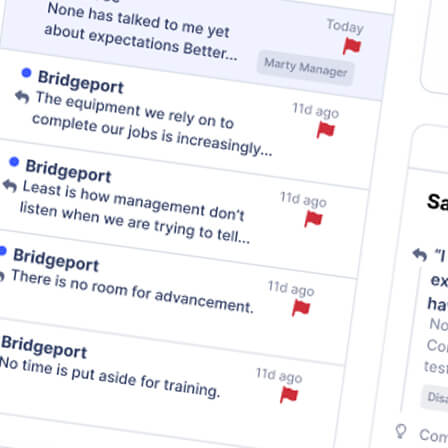 None has talked to me yet
about expectations Better...
Today
Marty Manager
Bridgeport
11d ago
The equipment we rely on to
complete our jobs is increasingly...
Bridgeport
11d ago
Least is how management don't
listen when we are trying to tell...
Bridgeport
11d ago
There is no room for advancement.
Bridgeport
11d ago
No time is put aside for training.
"I